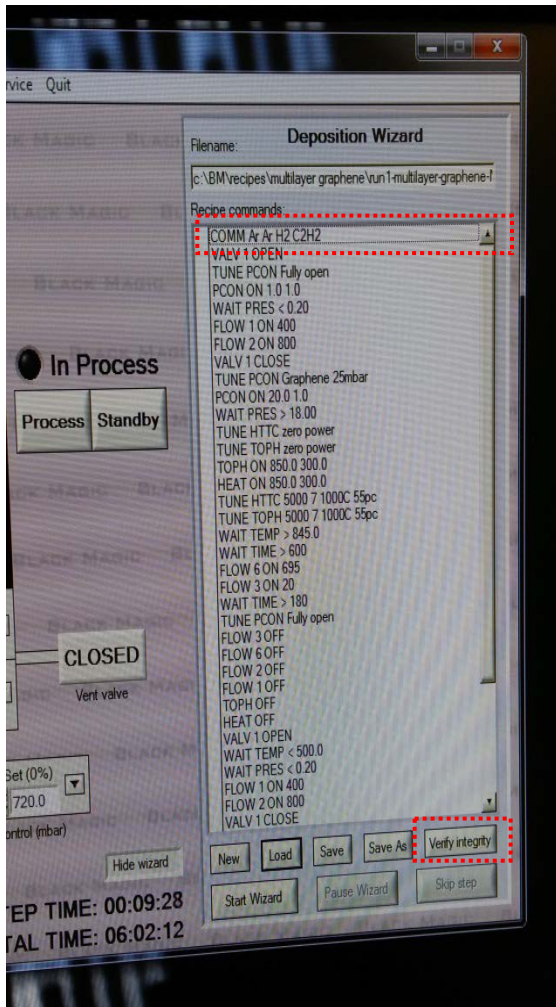 Quit
Deposition Wizard
Filename:
c:\BM\recipes\multilayer graphene\run1-multilayer-graphene-
Recipe commands:
COMM Ar Ar H2 C2H2
VALV 1 OPEN
TUNE PCON Fully open
PCON ON 1.0 1.0
WAIT PRES < 0.20
FLOW 1 ON 400
FLOW 2 ON 800
VALV 1 CLOSE
TUNE PCON Graphene 25mbar
PCON ON 20.0 1.0
WAIT PRES > 18.00
TUNE HTTC zero power
TUNE TOPH zero power
TOPH ON 850.0 300.0
HEAT ON 850.0 300.0
TUNE HTTC 5000 7 1000C 55pc
TUNE TOPH 5000 7 1000C 55pc
WAIT TEMP > 845.0
WAIT TIME > 600
FLOW 6 ON 695
FLOW 3 ON 20
WAIT TIME > 180
TUNE PCON Fully open
FLOW 3 OFF
FLOW 6 OFF
FLOW 2 OFF
FLOW 1 OFF
TOPH OFF
HEAT OFF
VALV 1 OPEN
WAIT TEMP < 500.0
WAIT PRES < 0.20
FLOW 1 ON 400
FLOW 2 ON 800
VALV 1 CLOSE
In Process
Process Standby
CLOSED
Vent valve
Set (0%)
720.0
(mbar)
Hide wizard
New Load Save Save As Verify integrity
Start Wizard Pause Wizard Skip step
TIME: 00:09:28
TIME: 06:02:12
BLACK MAGIC